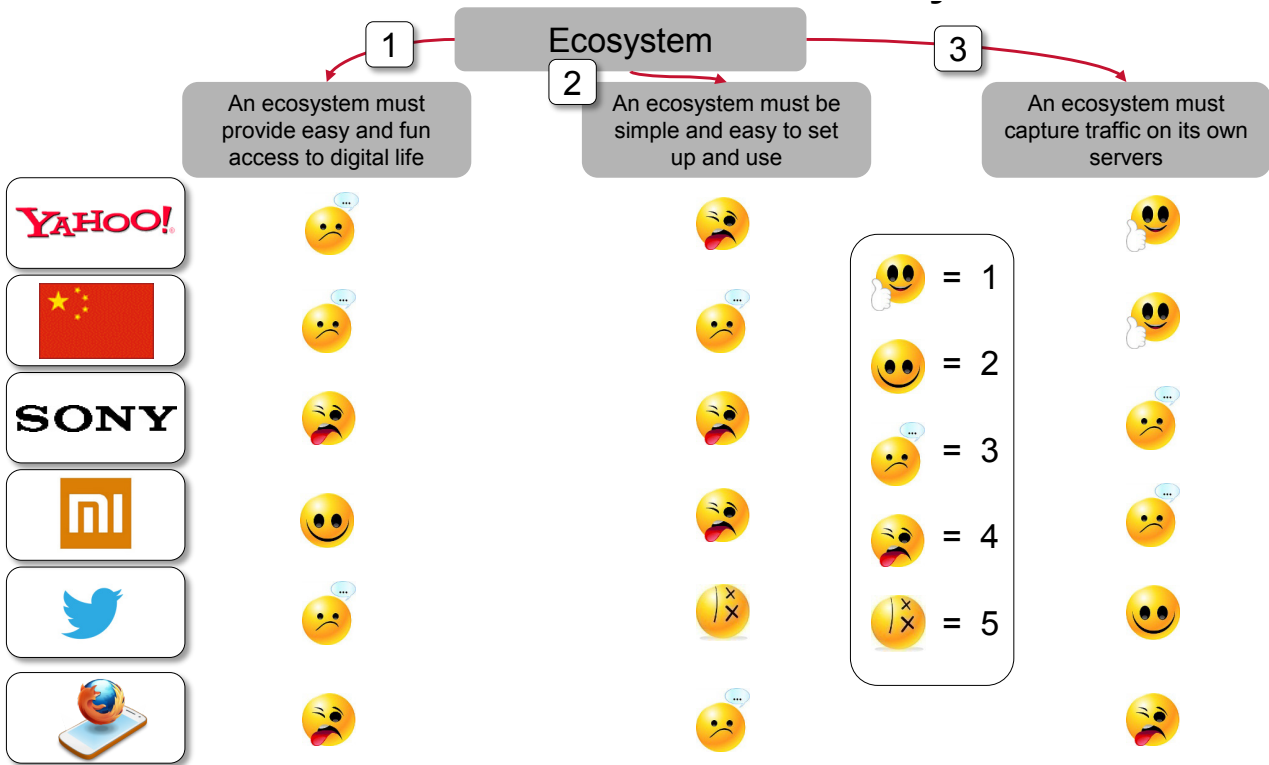 Ecosystem
1
2
3
An ecosystem must
provide easy and fun
access to digital life
An ecosystem must be
simple and easy to set
up and use
An ecosystem must
capture traffic on its own
servers
YAHOO!
SONY
mi
= 1
= 2
= 3
= 4
= 5